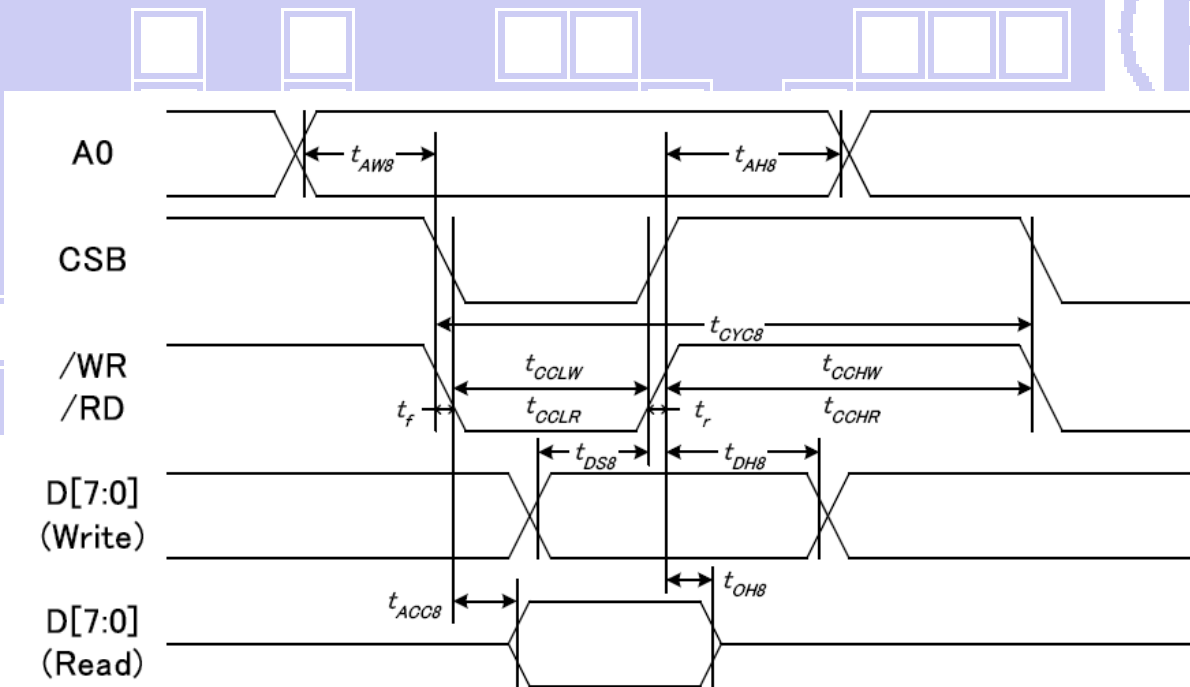 A0
tAW8
tAH8
CSB
tCYC8
/WR
/RD
tCCLW
tCCHW
tf
tCCLR
tr
tCCHR
tDS8
tDH8
D[7:0]
(Write)
tACC8
tOH8
D[7:0]
(Read)